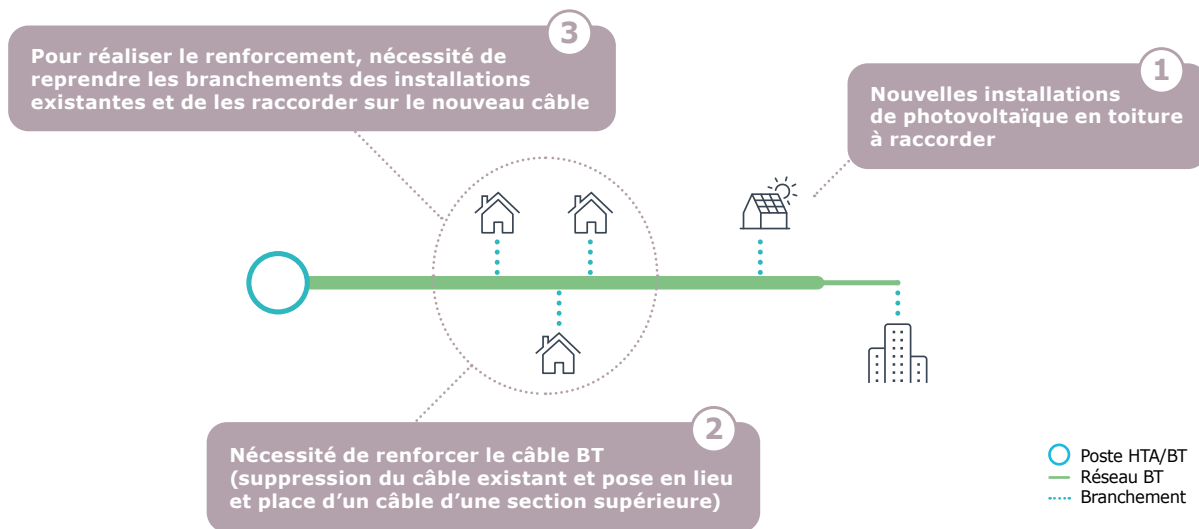 3
Pour réaliser le renforcement, nécessité de
reprendre les branchements des installations
existantes et de les raccorder sur le nouveau câble
1
Nouvelles installations
de photovoltaïque en toiture
à raccorder
2
Nécessité de renforcer le câble BT
(suppression du câble existant et pose en lieu
et place d’un câble d’une section supérieure)
Poste HTA/BT
Réseau BT
Branchement